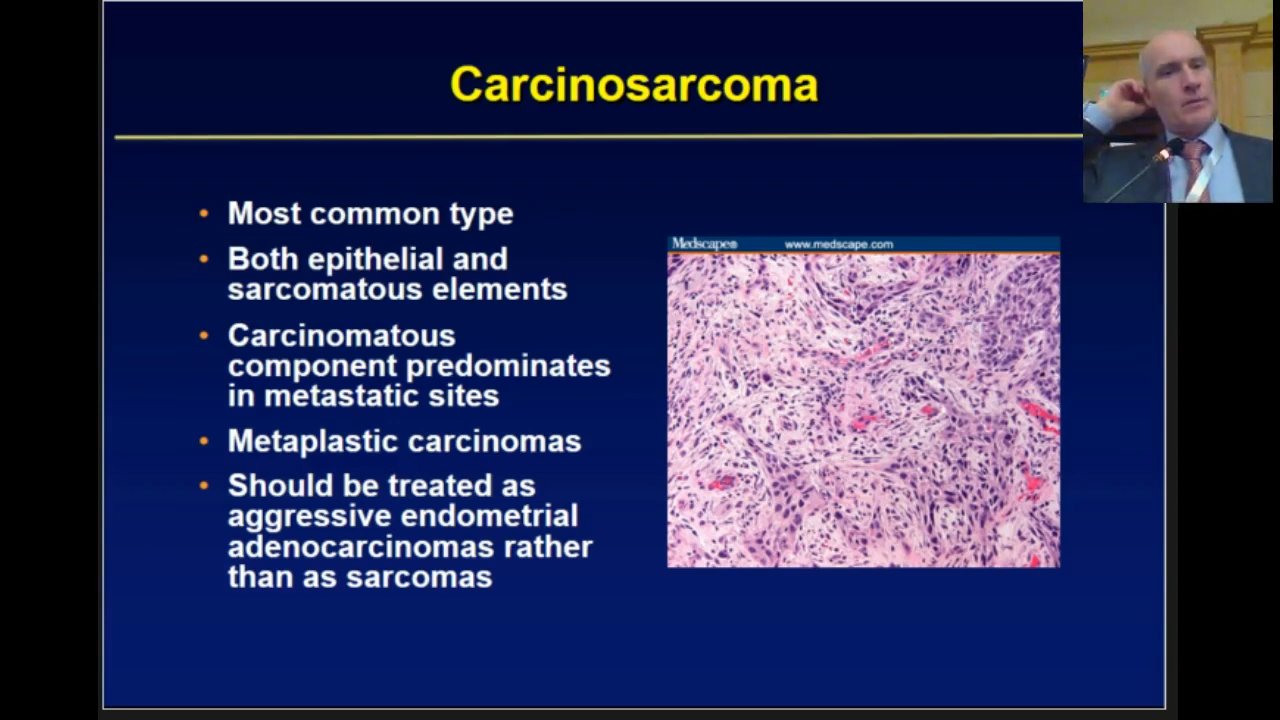 Carcinosarcoma
• Most common type
• Both epithelial and
sarcomatous elements
• Carcinomatous
component predominates
in metastatic sites
• Metaplastic carcinomas
• Should be treated as
aggressive endometrial
adenocarcinomas rather
than as sarcomas
Medscape® www.medscape.com